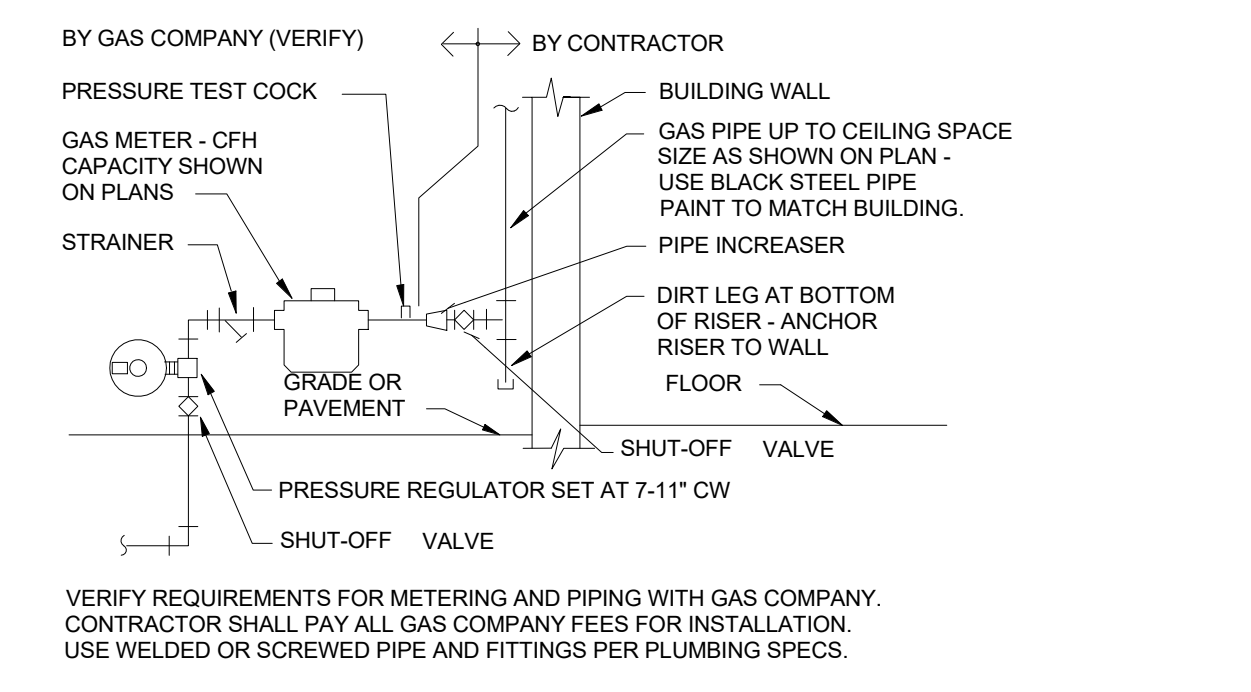 BY GAS COMPANY (VERIFY)
BY CONTRACTOR
PRESSURE TEST COCK
GAS METER - CFH
CAPACITY SHOWN
ON PLANS
STRAINER
BUILDING WALL
GAS PIPE UP TO CEILING SPACE
SIZE AS SHOWN ON PLAN -
USE BLACK STEEL PIPE
PAINT TO MATCH BUILDING.
PIPE INCREASER
DIRT LEG AT BOTTOM
OF RISER - ANCHOR
RISER TO WALL
GRADE OR
PAVEMENT
FLOOR
SHUT-OFF VALVE
PRESSURE REGULATOR SET AT 7-11" CW
SHUT-OFF VALVE
VERIFY REQUIREMENTS FOR METERING AND PIPING WITH GAS COMPANY.
CONTRACTOR SHALL PAY ALL GAS COMPANY FEES FOR INSTALLATION.
USE WELDED OR SCREWED PIPE AND FITTINGS PER PLUMBING SPECS.